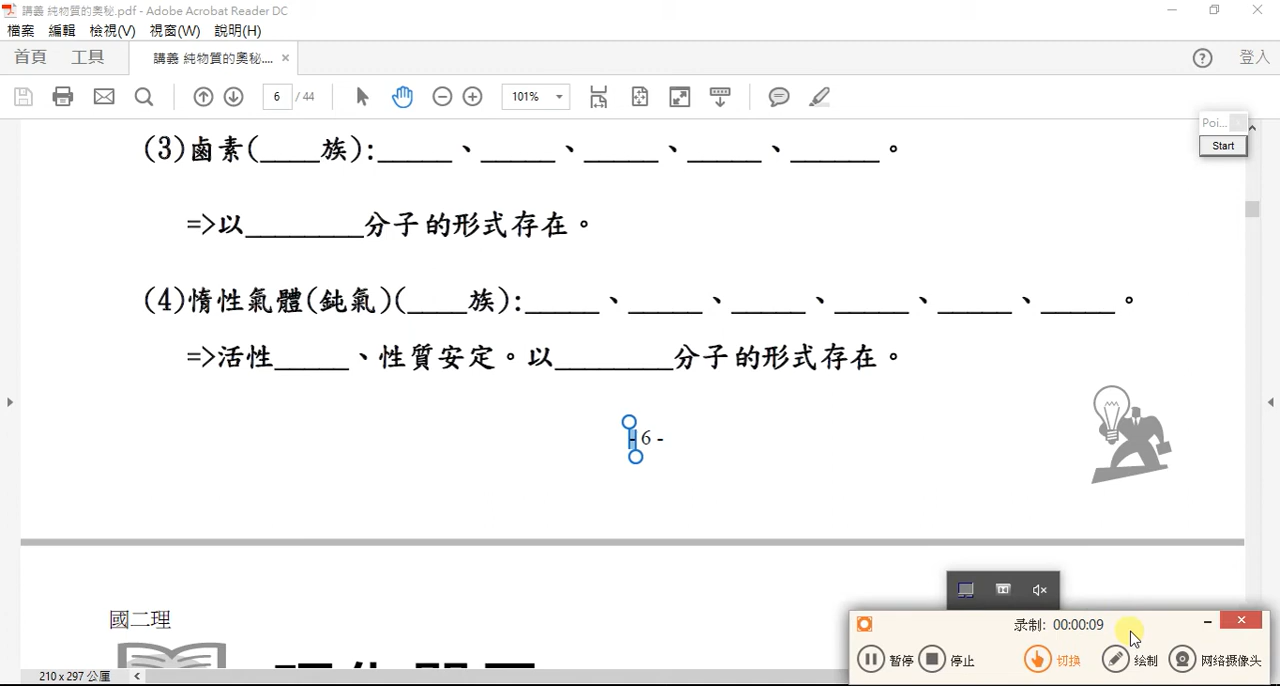 講義 純物質的奧秘.pdf - Adobe Acrobat Reader DC
檔案 編輯 檢視(V) 視窗(W) 說明(H)
首頁 工具 講義 純物質的奧秘.... × ? 登入
6 / 44 101%
Poi...
Start
(3)鹵素(____族):_____、_____、_____、_____、______。
=>以________分子的形式存在。
(4)惰性氣體(鈍氣)(____族):_____、_____、_____、_____、_____、_____。
=>活性_____、性質安定。以________分子的形式存在。
- 6 -
國二理
录制: 00:00:09
暂停 停止 切換 绘制 网络摄像头
210 x 297 公厘